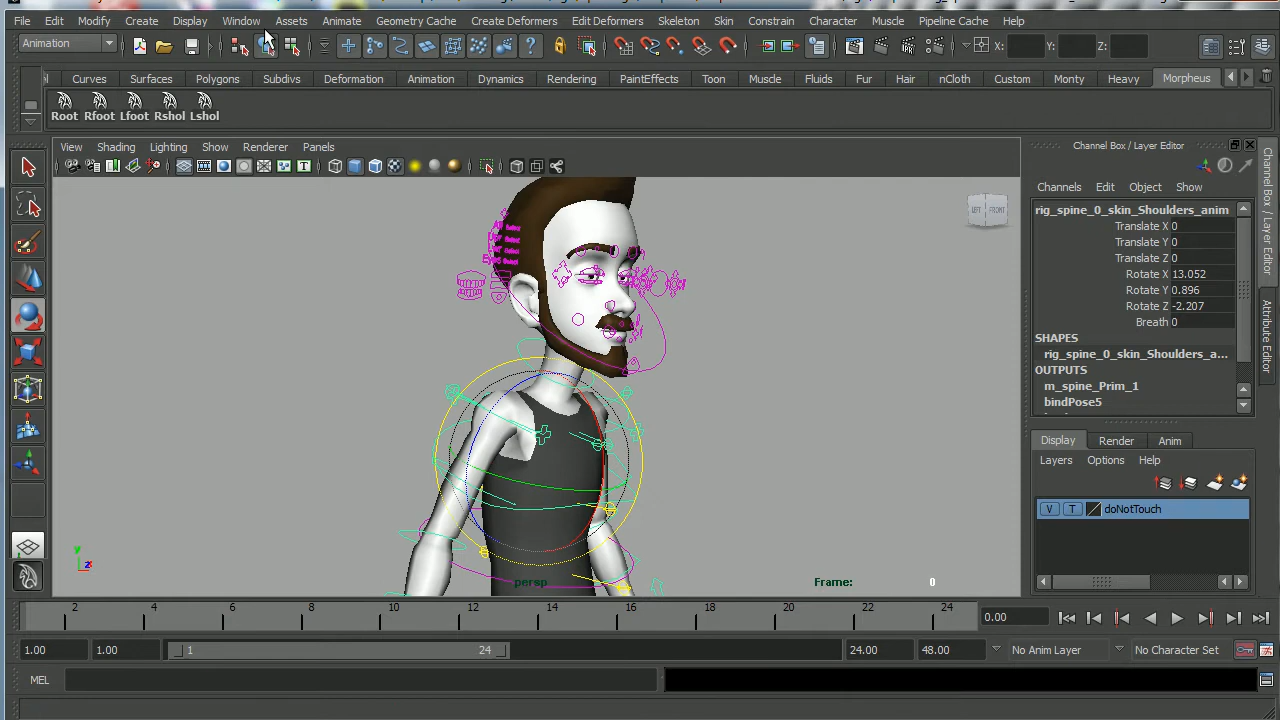 File Edit Modify Create Display Window Assets Animate Geometry Cache Create Deformers Edit Deformers Skeleton Skin Constrain Character Muscle Pipeline Cache Help
Animation X: Y: Z:
Curves Surfaces Polygons Subdivs Deformation Animation Dynamics Rendering PaintEffects Toon Muscle Fluids Fur Hair nCloth Custom Monty Heavy Morpheus
Root Rfoot Lfoot Rshol Lshol
View Shading Lighting Show Renderer Panels
Channel Box / Layer Editor
Channels Edit Object Show
rig_spine_0_skin_Shoulders_anim
Translate X 0
Translate Y 0
Translate Z 0
Rotate X 13.052
Rotate Y 0.896
Rotate Z -2.207
Breath 0
SHAPES
rig_spine_0_skin_Shoulders_a...
OUTPUTS
m_spine_Prim_1
bindPose5
Channel Box / Layer Editor
Attribute Editor
LEFT FRONT
Display Render Anim
Layers Options Help
V T doNotTouch
persp Frame: 0
2 4 6 8 10 12 14 16 18 20 22 24 0.00
1.00 1.00 1 24 24.00 48.00 No Anim Layer No Character Set
MEL